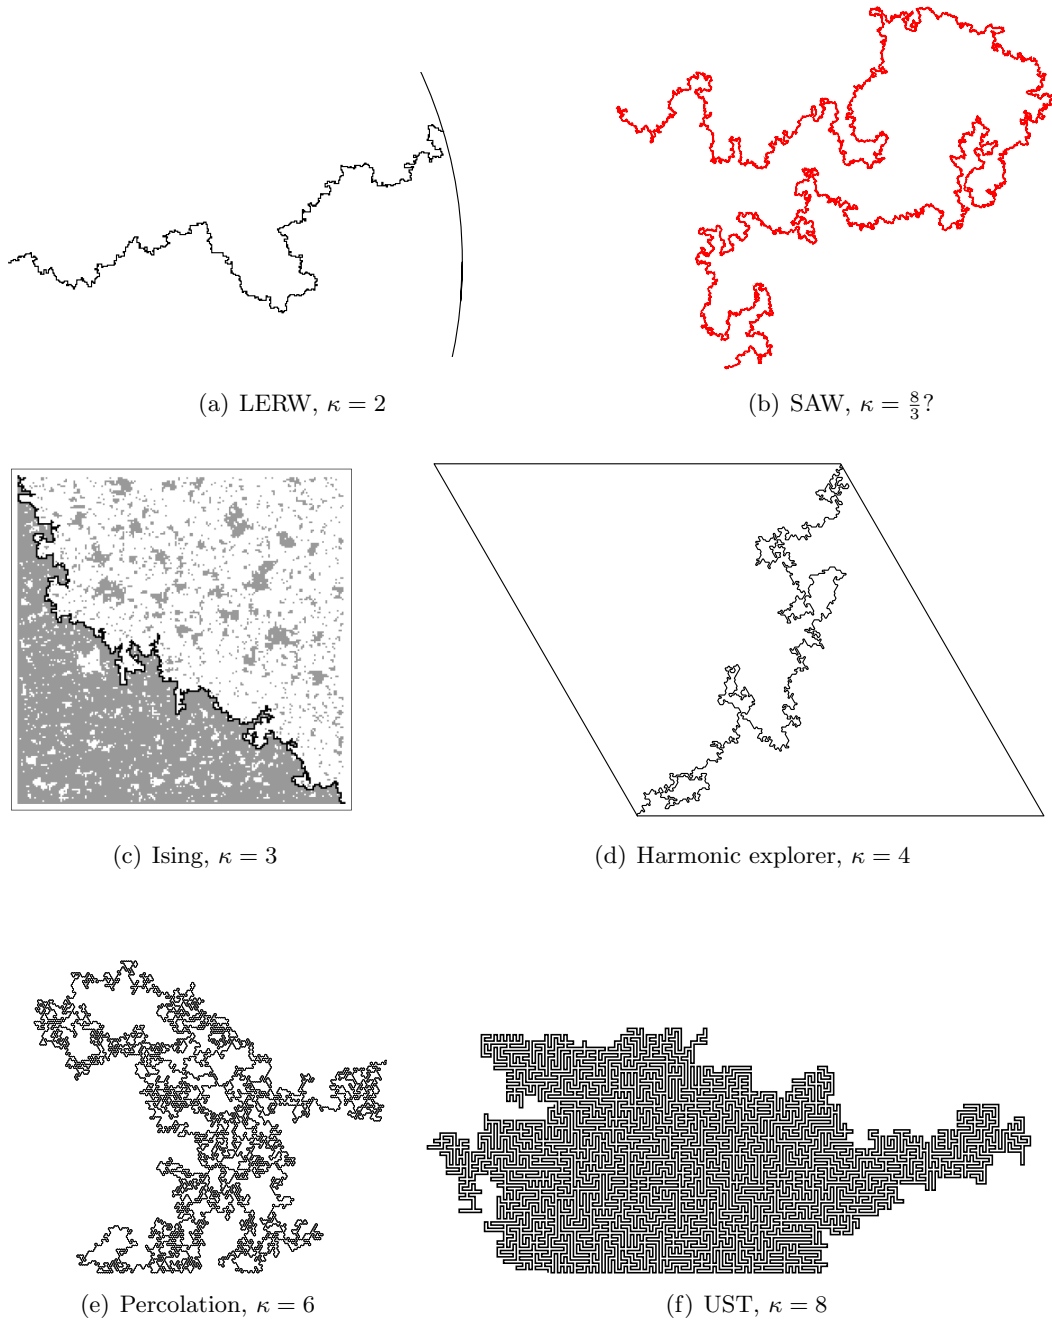 (a) LERW, κ = 2
(b) SAW, κ = 8/3?
(c) Ising, κ = 3
(d) Harmonic explorer, κ = 4
(e) Percolation, κ = 6
(f) UST, κ = 8